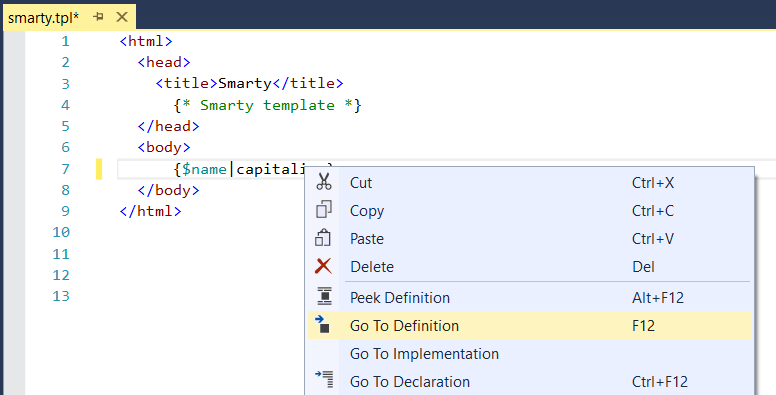 smarty.tpl*
1 <html>
2 <head>
3 <title>Smarty</title>
4 {* Smarty template *}
5 </head>
6 <body>
7 {$name|capitali
8 </body>
9 </html>
10
11
12
13
Cut Ctrl+X
Copy Ctrl+C
Paste Ctrl+V
Delete Del
Peek Definition Alt+F12
Go To Definition F12
Go To Implementation
Go To Declaration Ctrl+F12